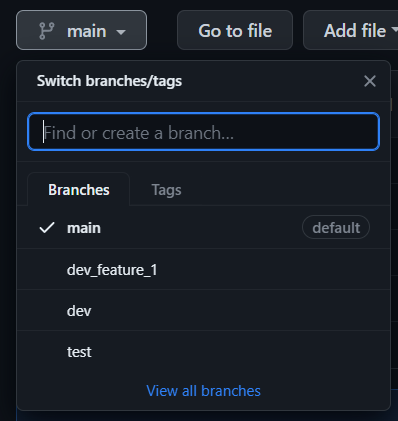 main
Go to file
Add file
Switch branches/tags
Find or create a branch...
Branches
Tags
main
default
dev_feature_1
dev
test
View all branches